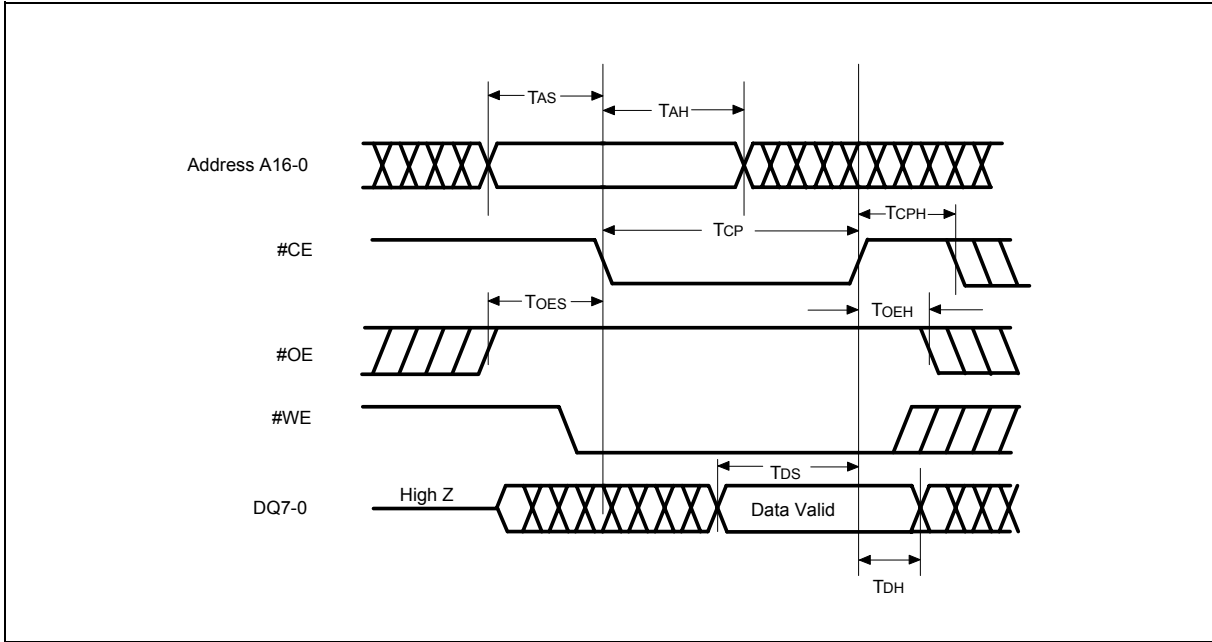 TAS
TAH
Address A16-0
TCPH
TCP
#CE
TOES
TOEH
#OE
#WE
TDS
High Z
Data Valid
DQ7-0
TDH